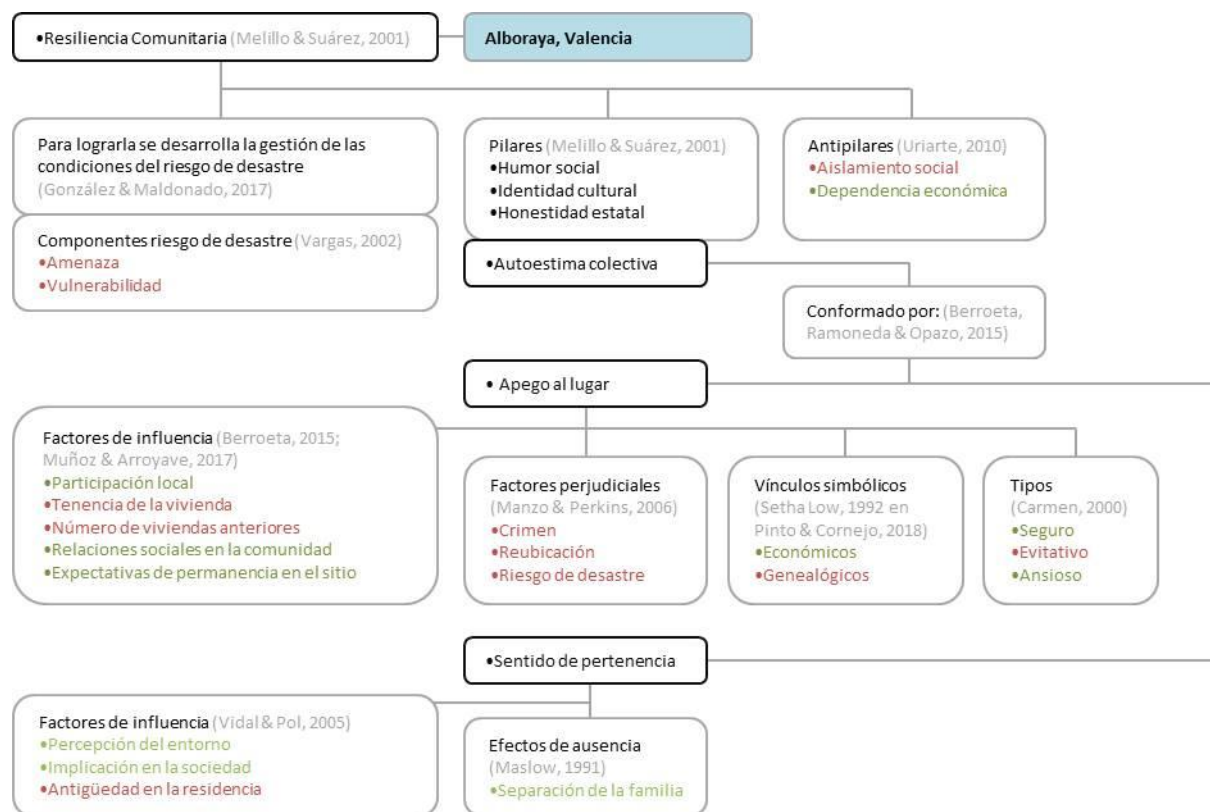 •Resiliencia Comunitaria (Melillo & Suárez, 2001)
Alboraya, Valencia
Para lograrla se desarrolla la gestión de las
condiciones del riesgo de desastre
(González & Maldonado, 2017)
Componentes riesgo de desastre (Vargas, 2002)
•Amenaza
•Vulnerabilidad
Pilares (Melillo & Suárez, 2001)
•Humor social
•Identidad cultural
•Honestidad estatal
Antipilares (Uriarte, 2010)
•Aislamiento social
•Dependencia económica
•Autoestima colectiva
Conformado por: (Berroeta,
Ramoneda & Opazo, 2015)
• Apego al lugar
Factores de influencia (Berroeta, 2015;
Muñoz & Arroyave, 2017)
•Participación local
•Tenencia de la vivienda
•Número de viviendas anteriores
•Relaciones sociales en la comunidad
•Expectativas de permanencia en el sitio
Factores perjudiciales
(Manzo & Perkins, 2006)
•Crimen
•Reubicación
•Riesgo de desastre
Vínculos simbólicos
(Setha Low, 1992 en
Pinto & Cornejo, 2018)
•Económicos
•Genealógicos
Tipos
(Carmen, 2000)
•Seguro
•Evitativo
•Ansioso
•Sentido de pertenencia
Factores de influencia (Vidal & Pol, 2005)
•Percepción del entorno
•Implicación en la sociedad
•Antigüedad en la residencia
Efectos de ausencia
(Maslow, 1991)
•Separación de la familia